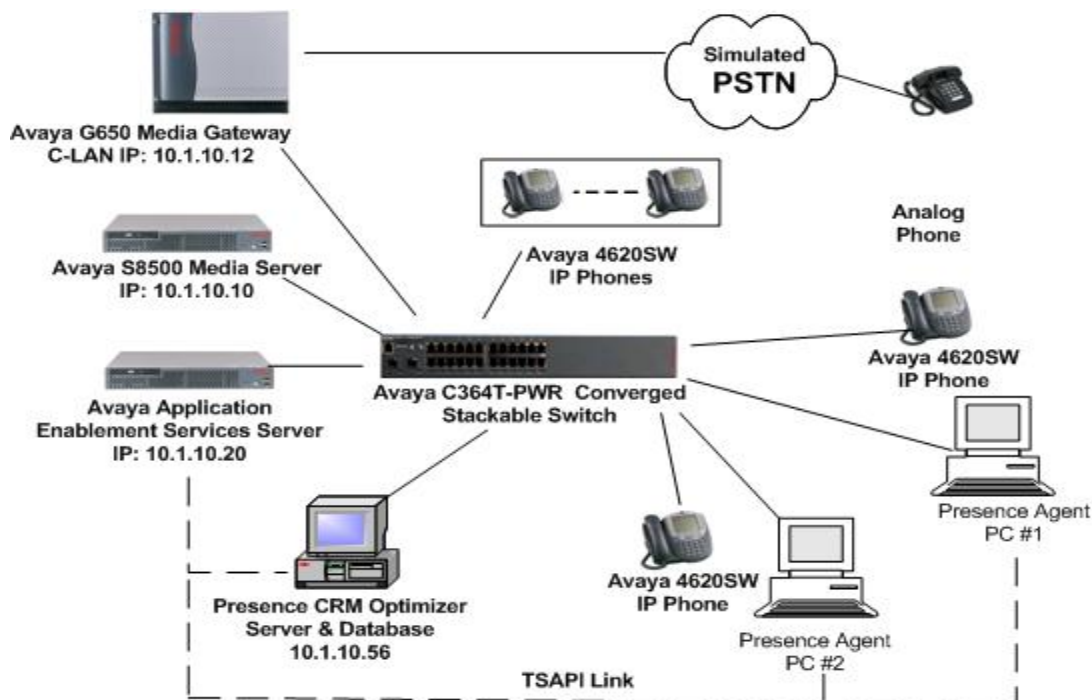 Simulated
PSTN
Avaya G650 Media Gateway
C-LAN IP: 10.1.10.12
Analog
Phone
Avaya 4620SW
IP Phones
Avaya S8500 Media Server
IP: 10.1.10.10
Avaya 4620SW
IP Phone
Avaya C364T-PWR Converged
Stackable Switch
Avaya Application
Enablement Services Server
IP: 10.1.10.20
Presence Agent
PC #1
Avaya 4620SW
IP Phone
Presence CRM Optimizer
Server & Database
10.1.10.56
Presence Agent
PC #2
TSAPI Link